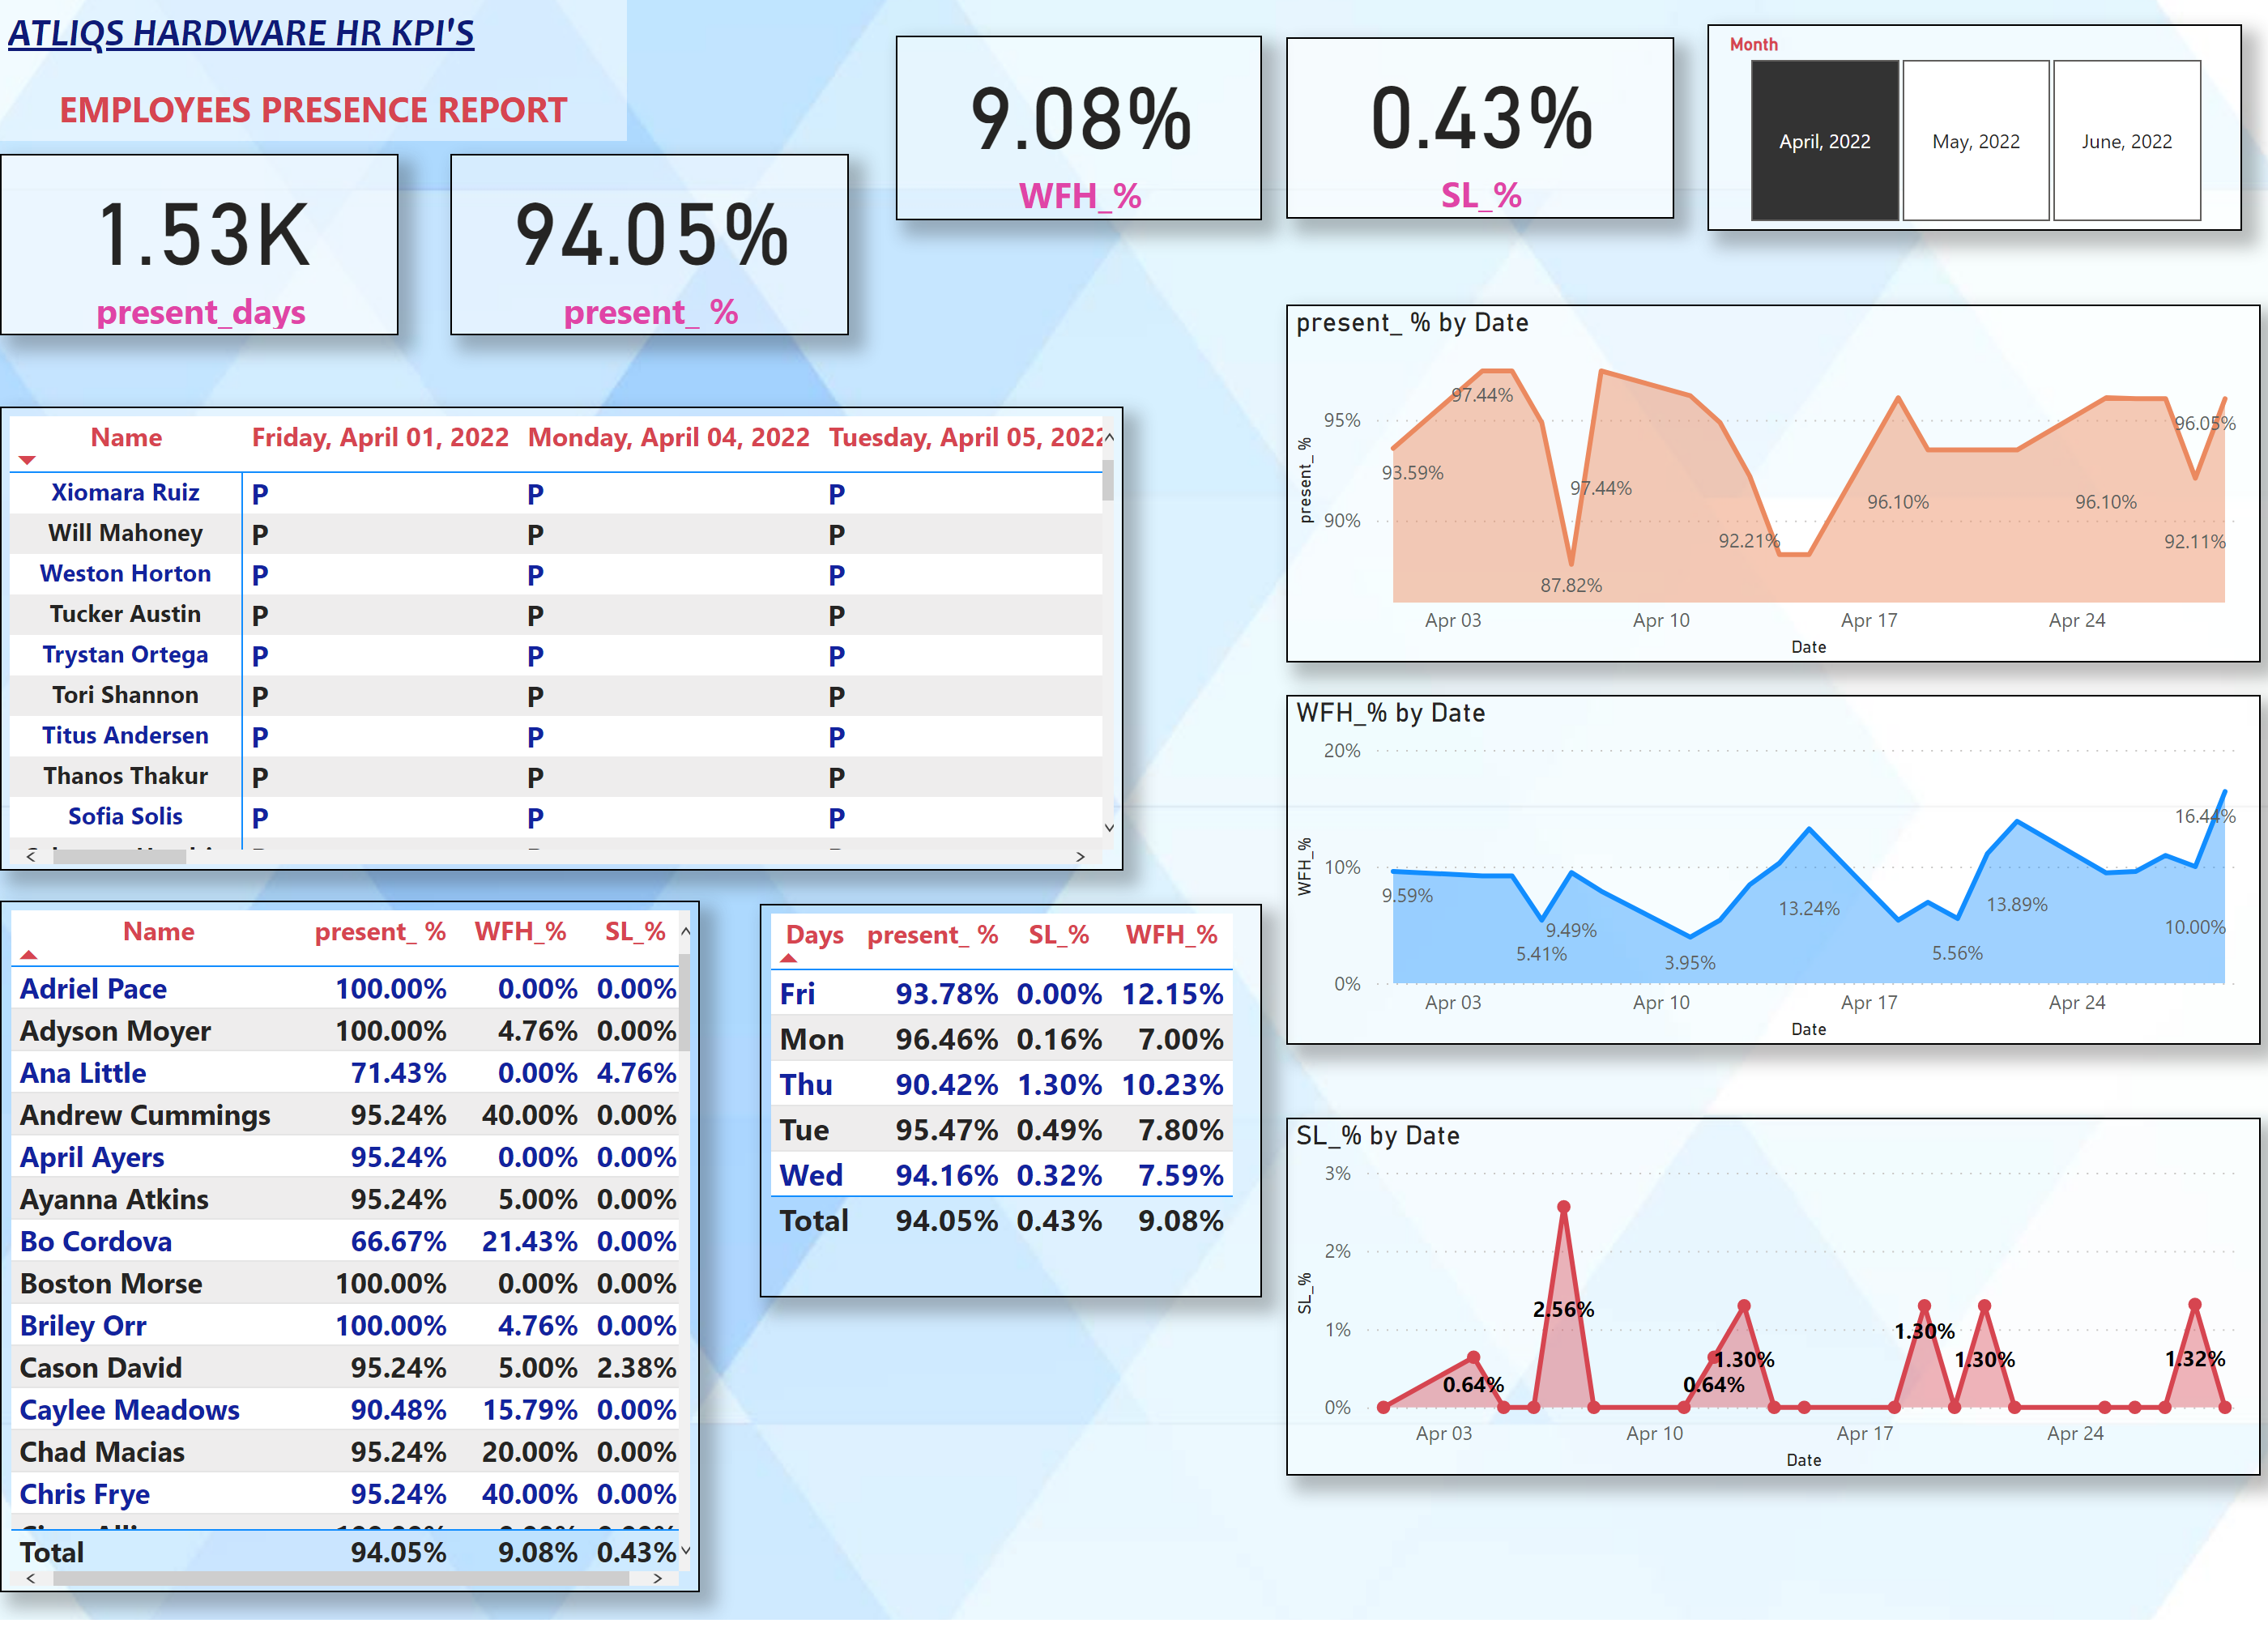 ATLIQS HARDWARE HR KPI'S
EMPLOYEES PRESENCE REPORT
1.53K
present_days
94.05%
present_ %
9.08%
WFH_%
0.43%
SL_%
Month
April, 2022 May, 2022 June, 2022
Name Friday, April 01, 2022 Monday, April 04, 2022 Tuesday, April 05, 2022
Xiomara Ruiz P P P
Will Mahoney P P P
Weston Horton P P P
Tucker Austin P P P
Trystan Ortega P P P
Tori Shannon P P P
Titus Andersen P P P
Thanos Thakur P P P
Sofia Solis P P P
Name present_ % WFH_% SL_%
Adriel Pace 100.00% 0.00% 0.00%
Adyson Moyer 100.00% 4.76% 0.00%
Ana Little 71.43% 0.00% 4.76%
Andrew Cummings 95.24% 40.00% 0.00%
April Ayers 95.24% 0.00% 0.00%
Ayanna Atkins 95.24% 5.00% 0.00%
Bo Cordova 66.67% 21.43% 0.00%
Boston Morse 100.00% 0.00% 0.00%
Briley Orr 100.00% 4.76% 0.00%
Cason David 95.24% 5.00% 2.38%
Caylee Meadows 90.48% 15.79% 0.00%
Chad Macias 95.24% 20.00% 0.00%
Chris Frye 95.24% 40.00% 0.00%
Total 94.05% 9.08% 0.43%
Days present_ % SL_% WFH_%
Fri 93.78% 0.00% 12.15%
Mon 96.46% 0.16% 7.00%
Thu 90.42% 1.30% 10.23%
Tue 95.47% 0.49% 7.80%
Wed 94.16% 0.32% 7.59%
Total 94.05% 0.43% 9.08%
present_ % by Date
present_ %
95%
90%
93.59%
97.44%
87.82%
97.44%
92.21%
96.10%
96.10%
92.11%
96.05%
Apr 03 Apr 10 Apr 17 Apr 24
Date
WFH_% by Date
WFH_%
20%
10%
0%
9.59%
5.41%
9.49%
3.95%
13.24%
5.56%
13.89%
10.00%
16.44%
Apr 03 Apr 10 Apr 17 Apr 24
Date
SL_% by Date
SL_%
3%
2%
1%
0%
0.64%
2.56%
0.64%
1.30%
1.30%
1.30%
1.32%
Apr 03 Apr 10 Apr 17 Apr 24
Date